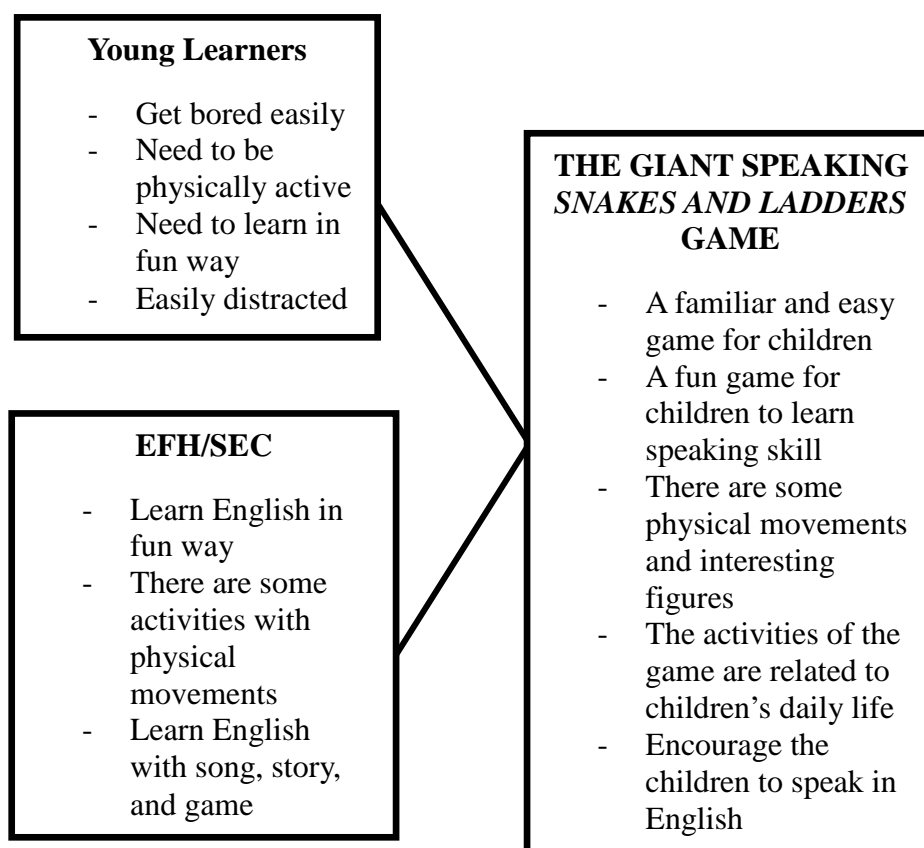 Young Learners
- Get bored easily
- Need to be
physically active
- Need to learn in
fun way
- Easily distracted
EFH/SEC
- Learn English in
fun way
- There are some
activities with
physical
movements
- Learn English
with song, story,
and game
THE GIANT SPEAKING
SNAKES AND LADDERS
GAME
- A familiar and easy
game for children
- A fun game for
children to learn
speaking skill
- There are some
physical movements
and interesting
figures
- The activities of the
game are related to
children's daily life
- Encourage the
children to speak in
English